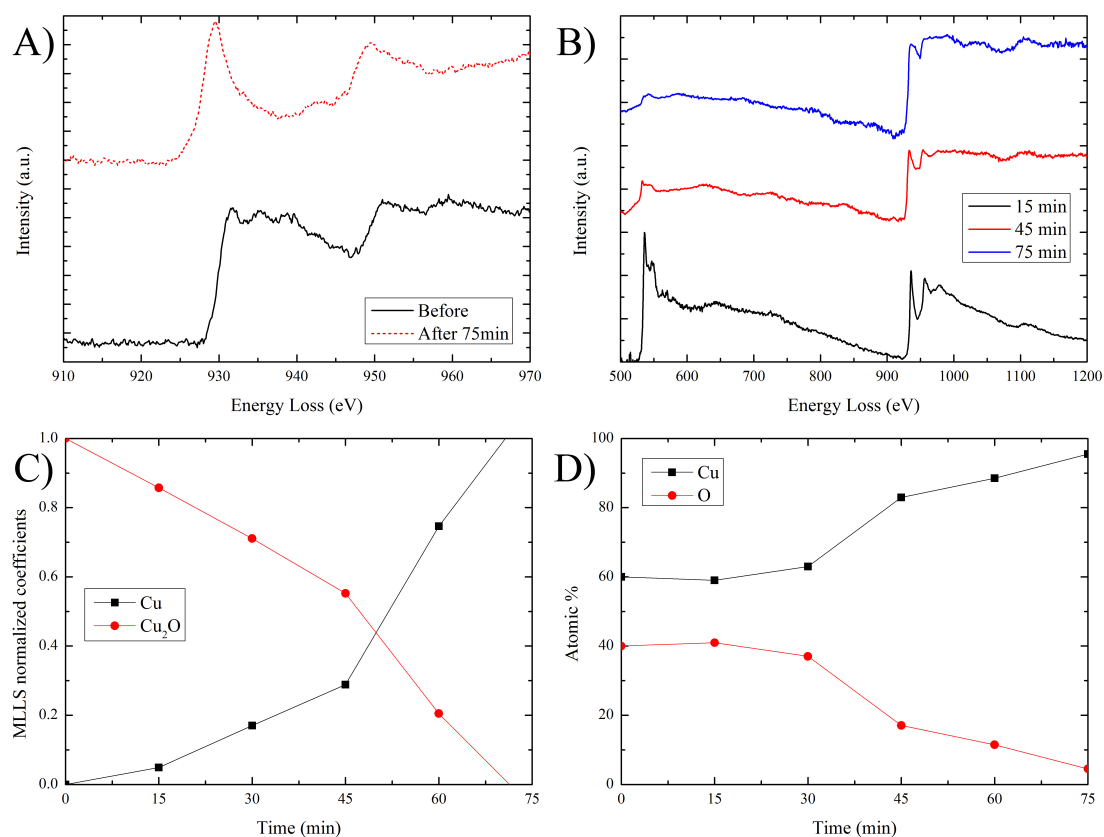 A)
Intensity (a.u.)
Before
After 75min
910 920 930 940 950 960 970
Energy Loss (eV)
B)
Intensity (a.u.)
15 min
45 min
75 min
500 600 700 800 900 1000 1100 1200
Energy Loss (eV)
C)
MLLS normalized coefficients
1.0
0.8
0.6
0.4
0.2
0.0
Cu
Cu₂O
0 15 30 45 60 75
Time (min)
D)
Atomic %
100
80
60
40
20
0
Cu
O
0 15 30 45 60 75
Time (min)